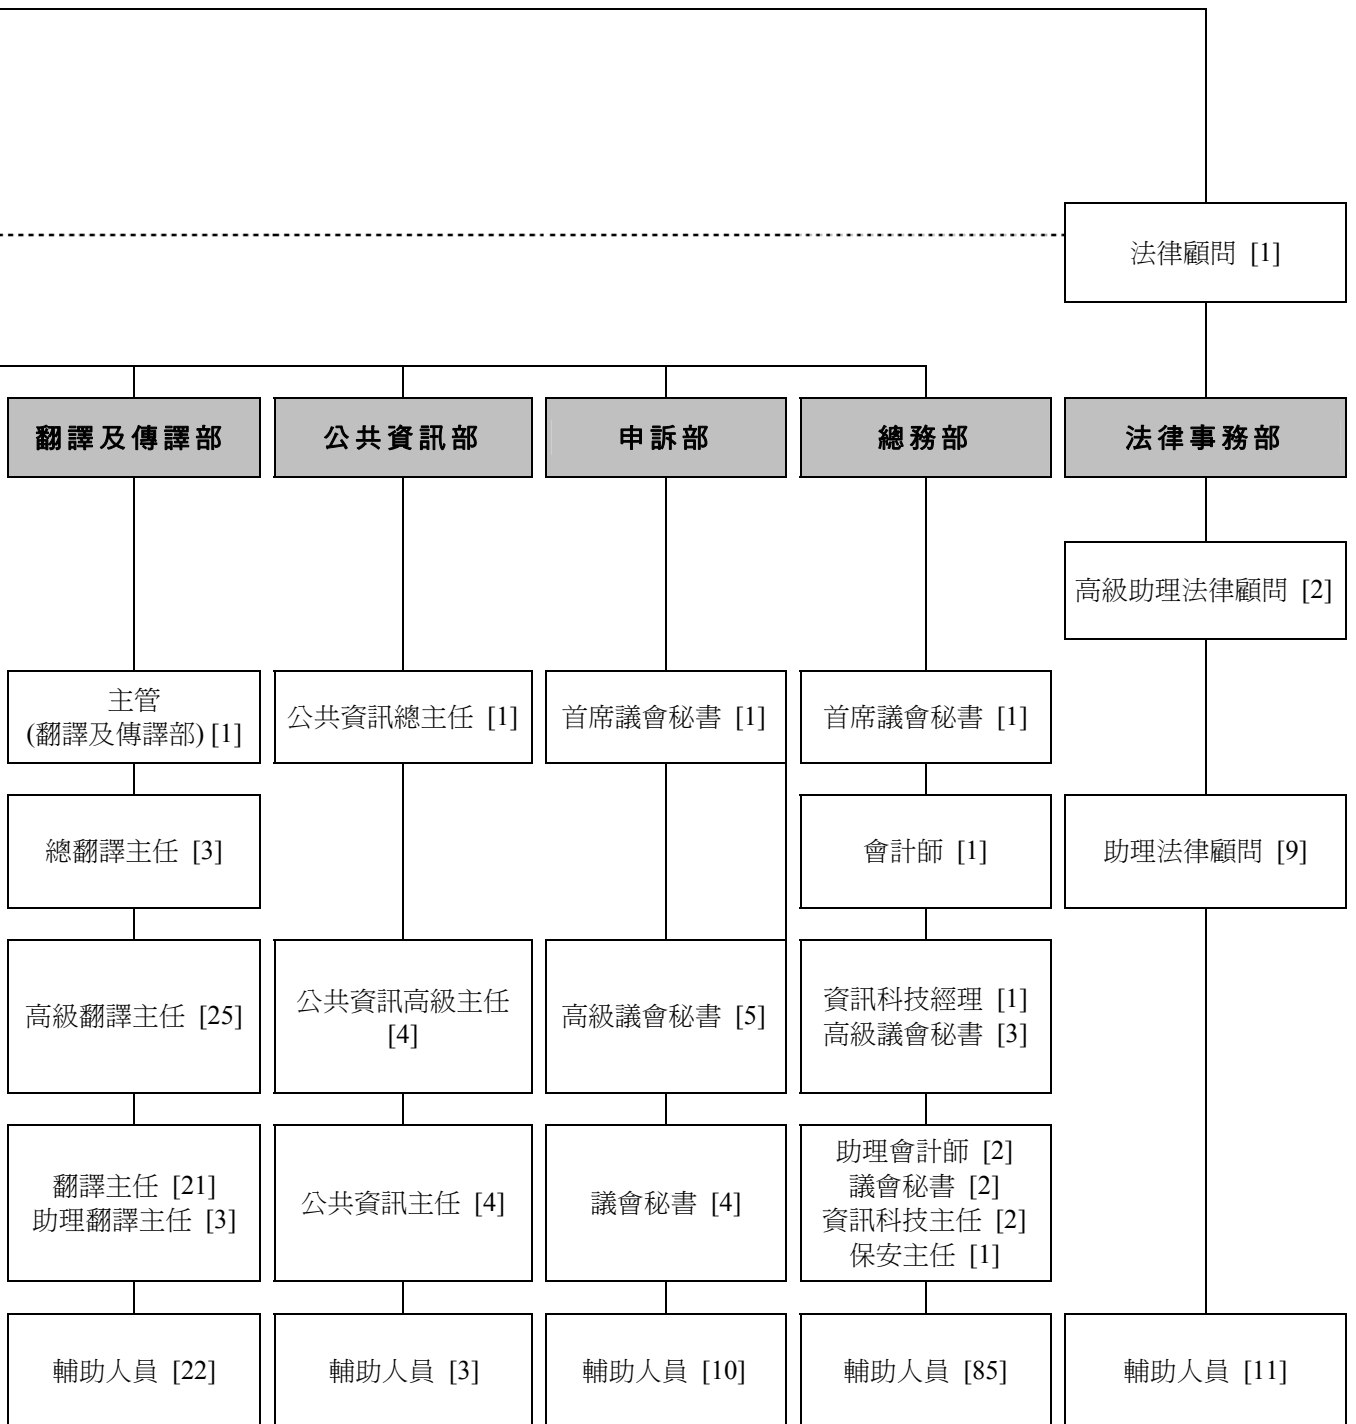 法律顧問 [1]
翻譯及傳譯部
公共資訊部
申訴部
總務部
法律事務部
高級助理法律顧問 [2]
主管
(翻譯及傳譯部) [1]
公共資訊總主任 [1]
首席議會秘書 [1]
首席議會秘書 [1]
總翻譯主任 [3]
會計師 [1]
助理法律顧問 [9]
高級翻譯主任 [25]
公共資訊高級主任
[4]
高級議會秘書 [5]
資訊科技經理 [1]
高級議會秘書 [3]
翻譯主任 [21]
助理翻譯主任 [3]
公共資訊主任 [4]
議會秘書 [4]
助理會計師 [2]
議會秘書 [2]
資訊科技主任 [2]
保安主任 [1]
輔助人員 [22]
輔助人員 [3]
輔助人員 [10]
輔助人員 [85]
輔助人員 [11]